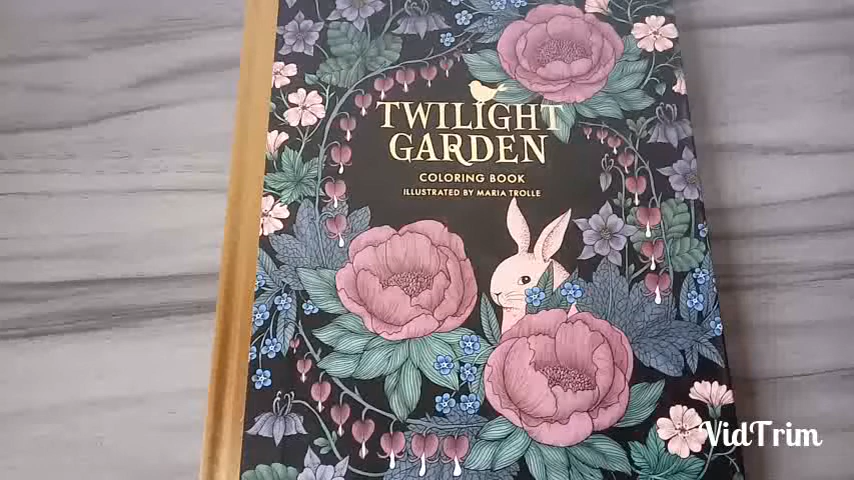 TWILIGHT
GARDEN
COLORING BOOK
ILLUSTRATED BY MARIA TROLLE
VidTrim